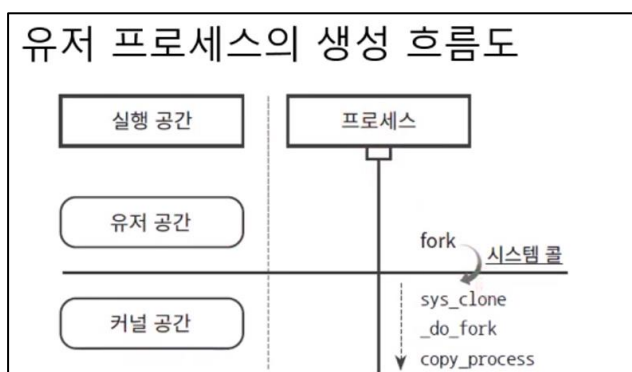 유저 프로세스의 생성 흐름도
실행 공간
프로세스
유저 공간
fork
시스템 콜
커널 공간
sys_clone
_do_fork
copy_process